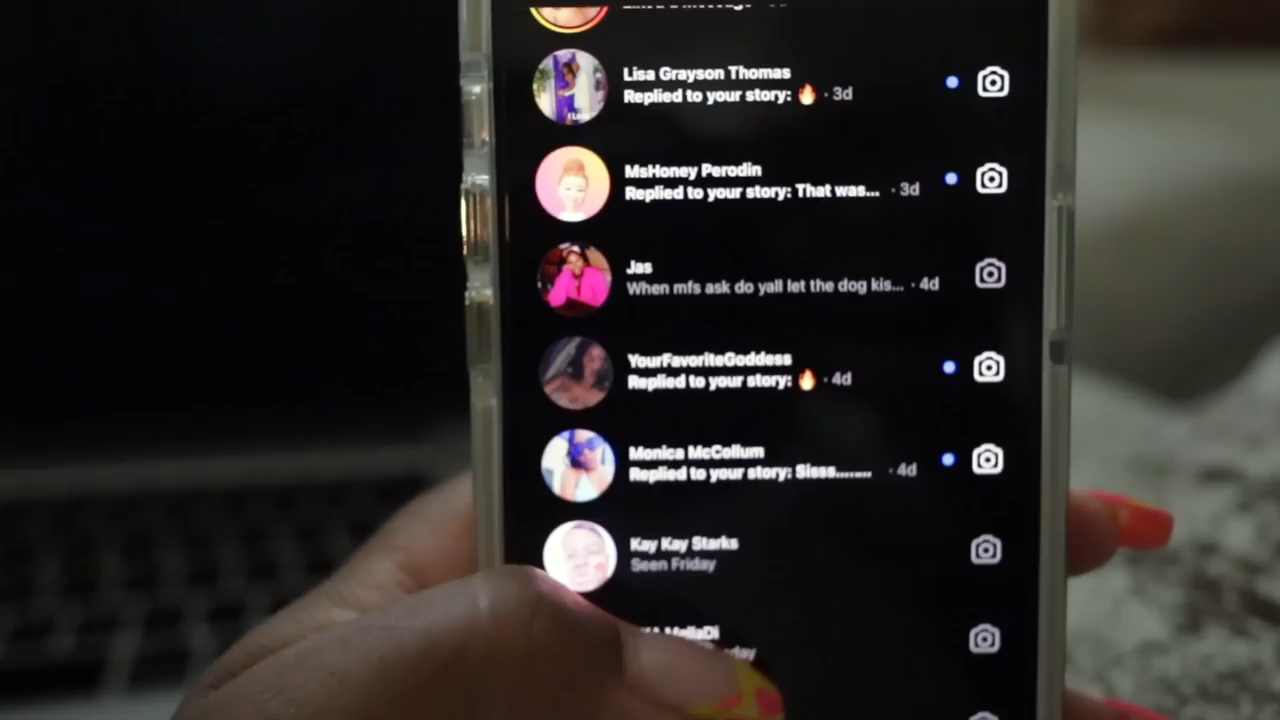 Lisa Grayson Thomas
Replied to your story: 🔥 · 3d
MsHoney Perodin
Replied to your story: That was... · 3d
Jas
When mfs ask do yall let the dog kis... · 4d
YourFavoriteGoddess
Replied to your story: 🔥 · 4d
Monica McCollum
Replied to your story: Sisss........ · 4d
Kay Kay Starks
Seen Friday